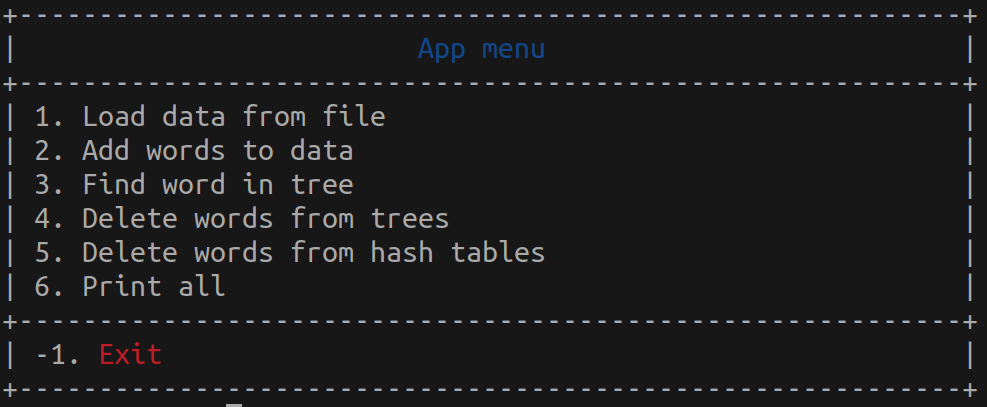 +-----------------------------------------------------------+
| App menu |
+-----------------------------------------------------------+
| 1. Load data from file |
| 2. Add words to data |
| 3. Find word in tree |
| 4. Delete words from trees |
| 5. Delete words from hash tables |
| 6. Print all |
+-----------------------------------------------------------+
| -1. Exit |
+-----------------------------------------------------------+